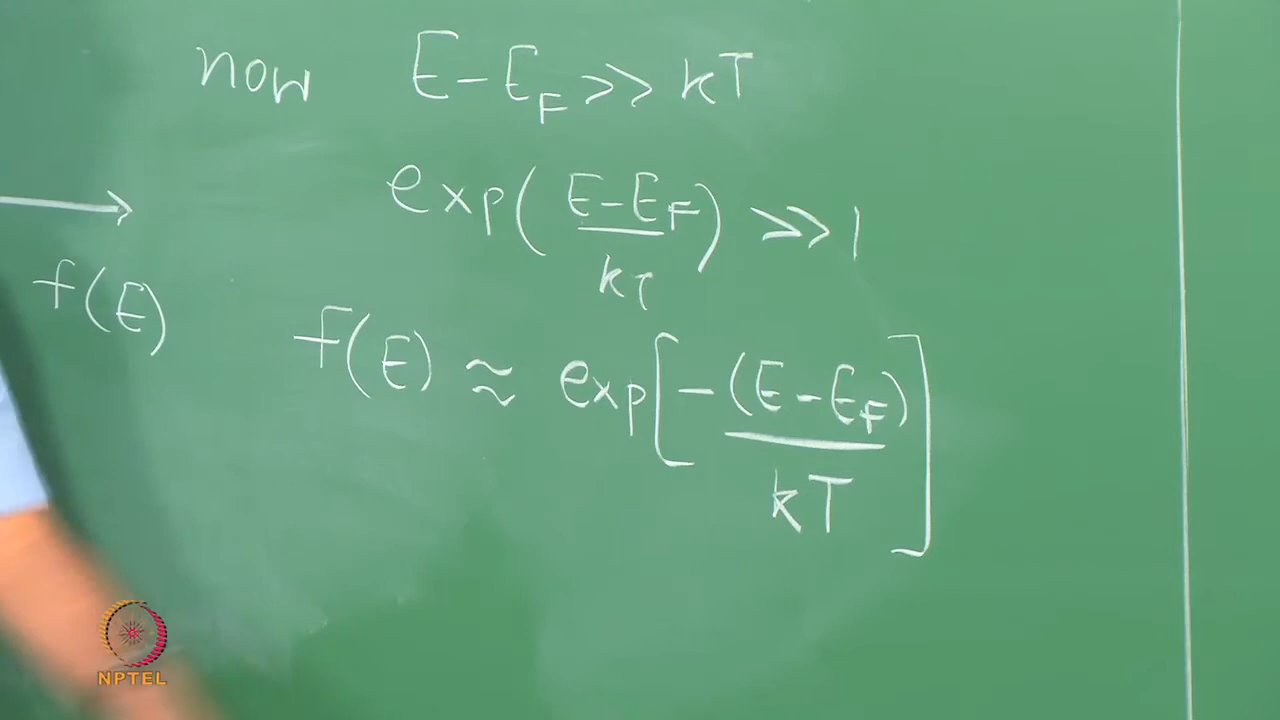 now E - E_F >> kT
exp( (E - E_F) / kT ) >> 1
f(E)
f(E) ≈ exp[ -(E - E_F) / kT ]
NPTEL